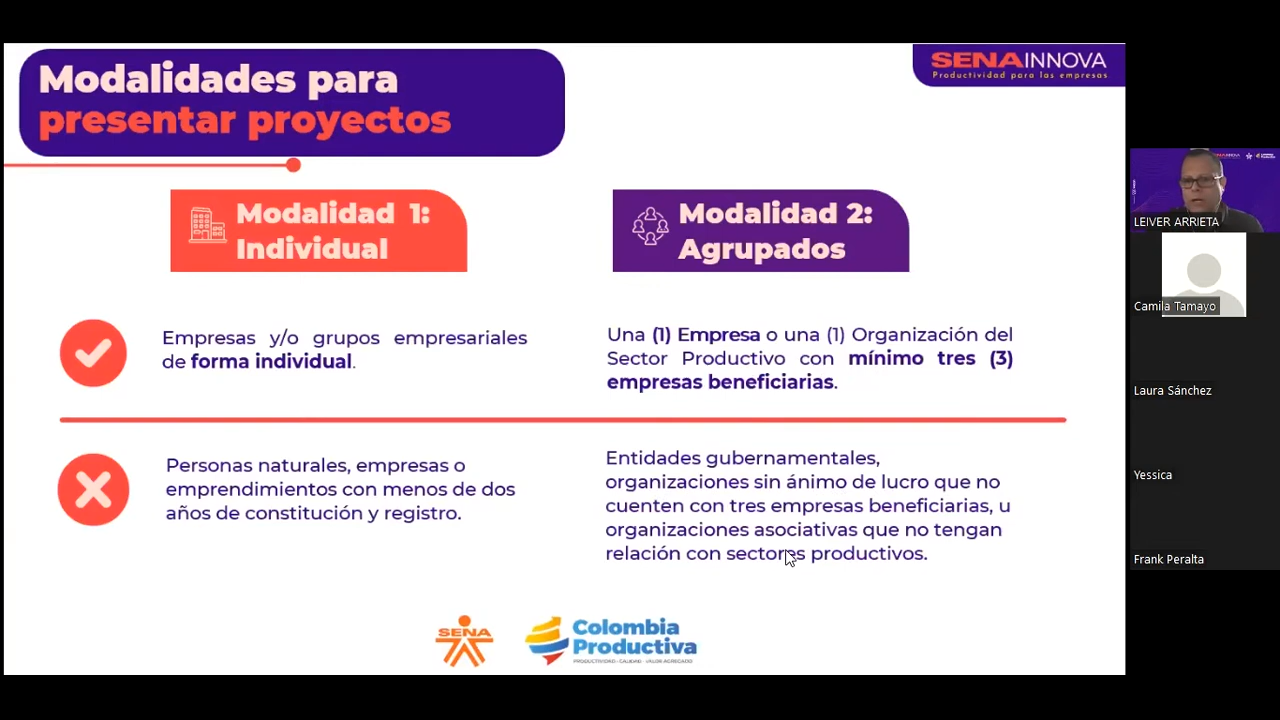 Modalidades para
presentar proyectos
SENAINNOVA
Productividad para las empresas
Modalidad 1:
Individual
Modalidad 2:
Agrupados
Empresas y/o grupos empresariales
de forma individual.
Una (1) Empresa o una (1) Organización del
Sector Productivo con mínimo tres (3)
empresas beneficiarias.
Personas naturales, empresas o
emprendimientos con menos de dos
años de constitución y registro.
Entidades gubernamentales,
organizaciones sin ánimo de lucro que no
cuenten con tres empresas beneficiarias, u
organizaciones asociativas que no tengan
relación con sectores productivos.
SENA
Colombia
Productiva
PRODUCTIVIDAD - CALIDAD - VALOR AGREGADO
LEIVER ARRIETA
Camila Tamayo
Laura Sánchez
Yessica
Frank Peralta